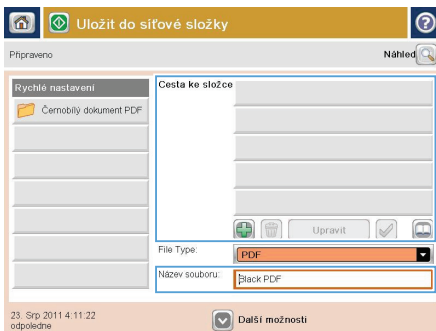 Uložit do síťové složky
Připraveno
Náhled
Rychlé nastavení
Černobilý dokument PDF
Cesta ke složce
Upravit
File Type:
PDF
Název souboru:
Black PDF
23. Srp 2011 4:11:22
odpoledne
Další možnosti